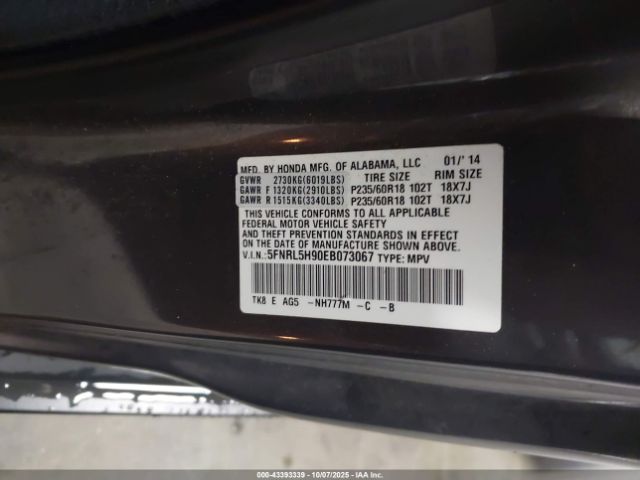 MFD. BY HONDA MFG. OF ALABAMA, LLC 01/'14
GVWR 2730KG(6019LBS) TIRE SIZE RIM SIZE
GAWR F 1320KG(2910LBS) P235/60R18 102T 18X7J
GAWR R 1515KG(3340LBS) P235/60R18 102T 18X7J
THIS VEHICLE CONFORMS TO ALL APPLICABLE
FEDERAL MOTOR VEHICLE SAFETY
AND THEFT PREVENTION STANDARDS IN EFFECT
ON THE DATE OF MANUFACTURE SHOWN ABOVE.
V.I.N.: 5FNRL5H90EB073067 TYPE: MPV
TK8 E AG5 -NH777M -C -B
000-43393339 - 10/07/2025 - IAAI.COM